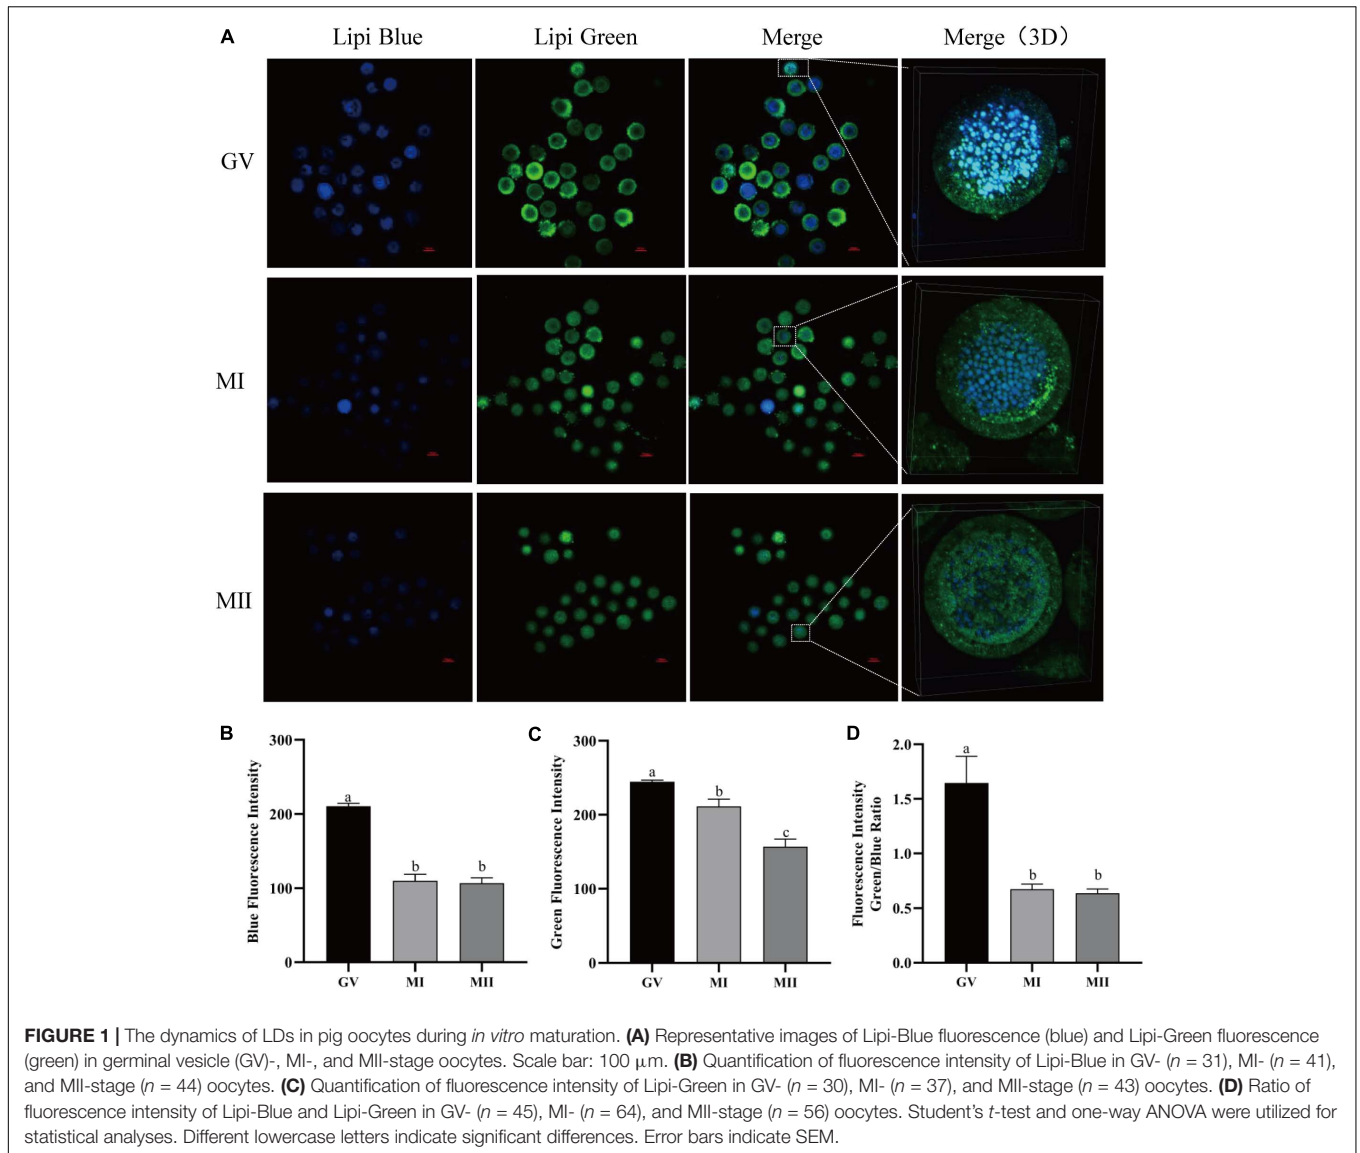 A
Lipi Blue
Lipi Green
Merge
Merge（3D）
GV
MI
MII
B
Blue Fluorescence Intensity
300
200
100
0
a
b
b
GV
MI
MII
C
Green Fluorescence Intensity
300
200
100
0
a
b
c
GV
MI
MII
D
Fluorescence Intensity
Green/Blue Ratio
2.0
1.5
1.0
0.5
0.0
a
b
b
GV
MI
MII
FIGURE 1 | The dynamics of LDs in pig oocytes during in vitro maturation. (A) Representative images of Lipi-Blue fluorescence (blue) and Lipi-Green fluorescence
(green) in germinal vesicle (GV)-, MI-, and MII-stage oocytes. Scale bar: 100 μm. (B) Quantification of fluorescence intensity of Lipi-Blue in GV- (n = 31), MI- (n = 41),
and MII-stage (n = 44) oocytes. (C) Quantification of fluorescence intensity of Lipi-Green in GV- (n = 30), MI- (n = 37), and MII-stage (n = 43) oocytes. (D) Ratio of
fluorescence intensity of Lipi-Blue and Lipi-Green in GV- (n = 45), MI- (n = 64), and MII-stage (n = 56) oocytes. Student's t-test and one-way ANOVA were utilized for
statistical analyses. Different lowercase letters indicate significant differences. Error bars indicate SEM.